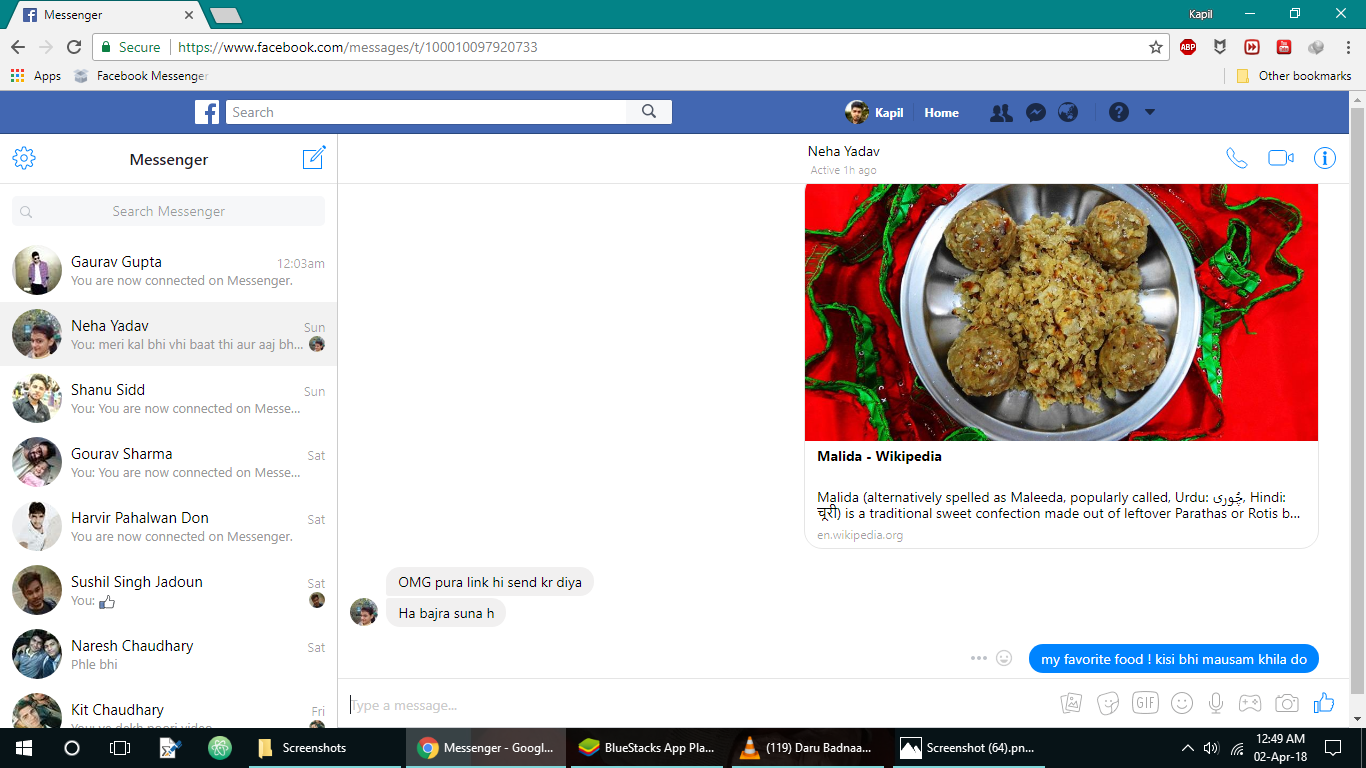 Messenger
Kapil
Secure
https://www.facebook.com/messages/t/100010097920733
ABP
Apps
Facebook Messenger
Other bookmarks
Search
Kapil
Home
Messenger
Search Messenger
Gaurav Gupta
12:03am
You are now connected on Messenger.
Neha Yadav
Sun
You: meri kal bhi vhi baat thi aur aaj bh...
Shanu Sidd
Sun
You: You are now connected on Messe...
Gourav Sharma
Sat
You: You are now connected on Messe...
Harvir Pahalwan Don
Sat
You are now connected on Messenger.
Sushil Singh Jadoun
Sat
You:
Naresh Chaudhary
Sat
Phle bhi
Kit Chaudhary
Fri
Neha Yadav
Active 1h ago
Malida - Wikipedia
Malida (alternatively spelled as Maleeda, popularly called, Urdu: چُوری, Hindi:
चूरी) is a traditional sweet confection made out of leftover Parathas or Rotis b...
en.wikipedia.org
OMG pura link hi send kr diya
Ha bajra suna h
my favorite food ! kisi bhi mausam khila do
Type a message...
GIF
Screenshots
Messenger - Googl...
BlueStacks App Pla...
(119) Daru Badnaa...
Screenshot (64).pn...
12:49 AM
02-Apr-18